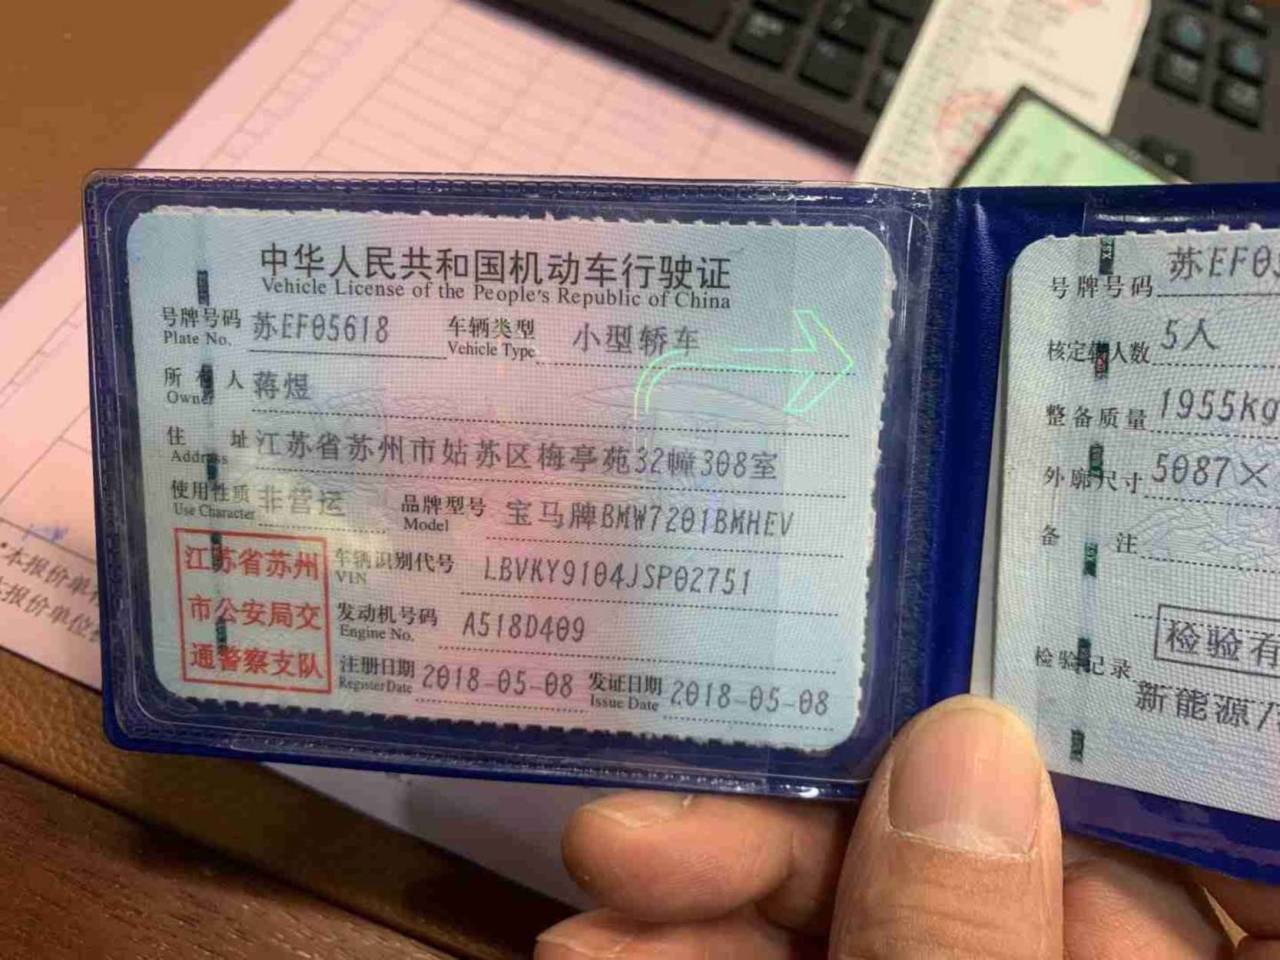 中华人民共和国机动车行驶证
Vehicle License of the People's Republic of China
号牌号码 苏EF05618 车辆类型 小型轿车
Plate No. Vehicle Type
所有人 蒋煜
Owner
住址 江苏省苏州市姑苏区梅亭苑32幢308室
Address
使用性质 非营运 品牌型号 宝马牌BMW7201BMHEV
Use Character Model
江苏省苏州
市公安局交
通警察支队
车辆识别代号 LBVKY9104JSP02751
VIN
发动机号码 A518D409
Engine No.
注册日期 2018-05-08 发证日期 2018-05-08
Register Date Issue Date
号牌号码 苏EF05
核定载人数 5人
整备质量 1955Kg
外廓尺寸 5087×
备注
检验有
检验记录
新能源/
*本报价单
本报价单位